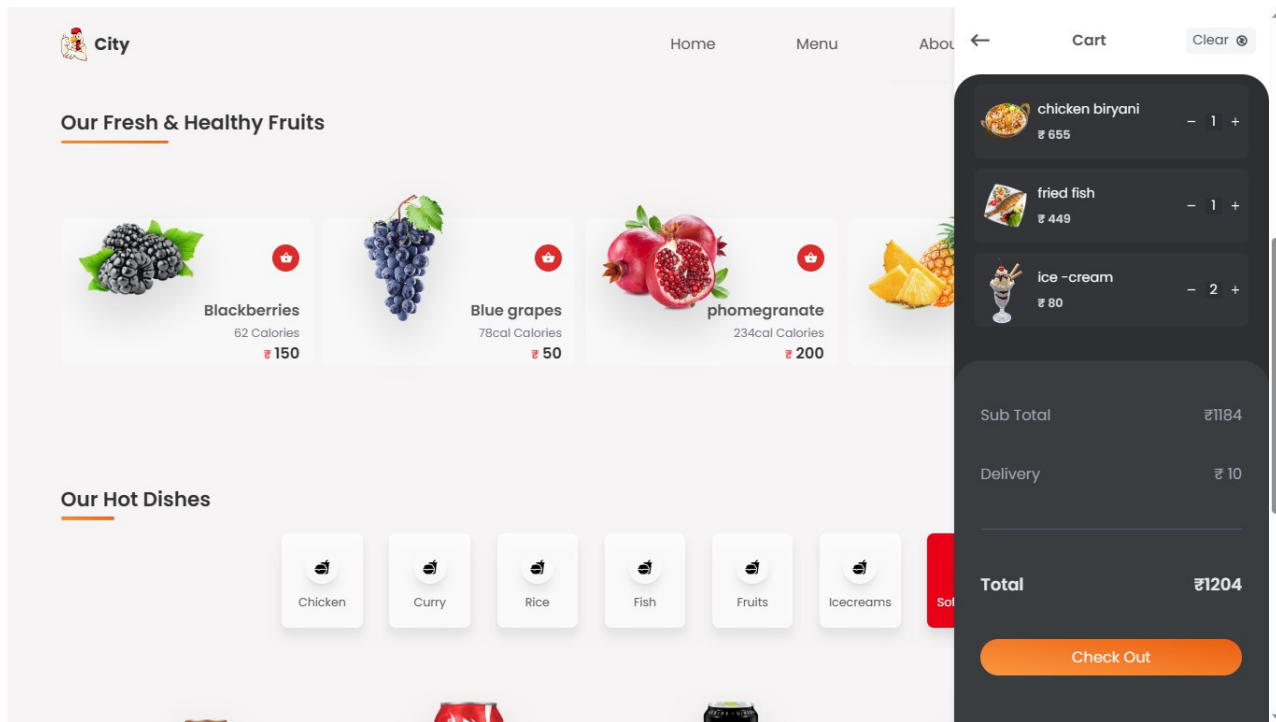 City
Home Menu
Our Fresh & Healthy Fruits
Blackberries
62 Calories
₹ 150
Blue grapes
78cal Calories
₹ 50
phomegranate
234cal Calories
₹ 200
Our Hot Dishes
Chicken
Curry
Rice
Fish
Fruits
Icecreams
Cart
Clear
chicken biryani
₹ 655
− 1 +
fried fish
₹ 449
− 1 +
ice -cream
₹ 80
− 2 +
Sub Total ₹1184
Delivery ₹ 10
Total ₹1204
Check Out